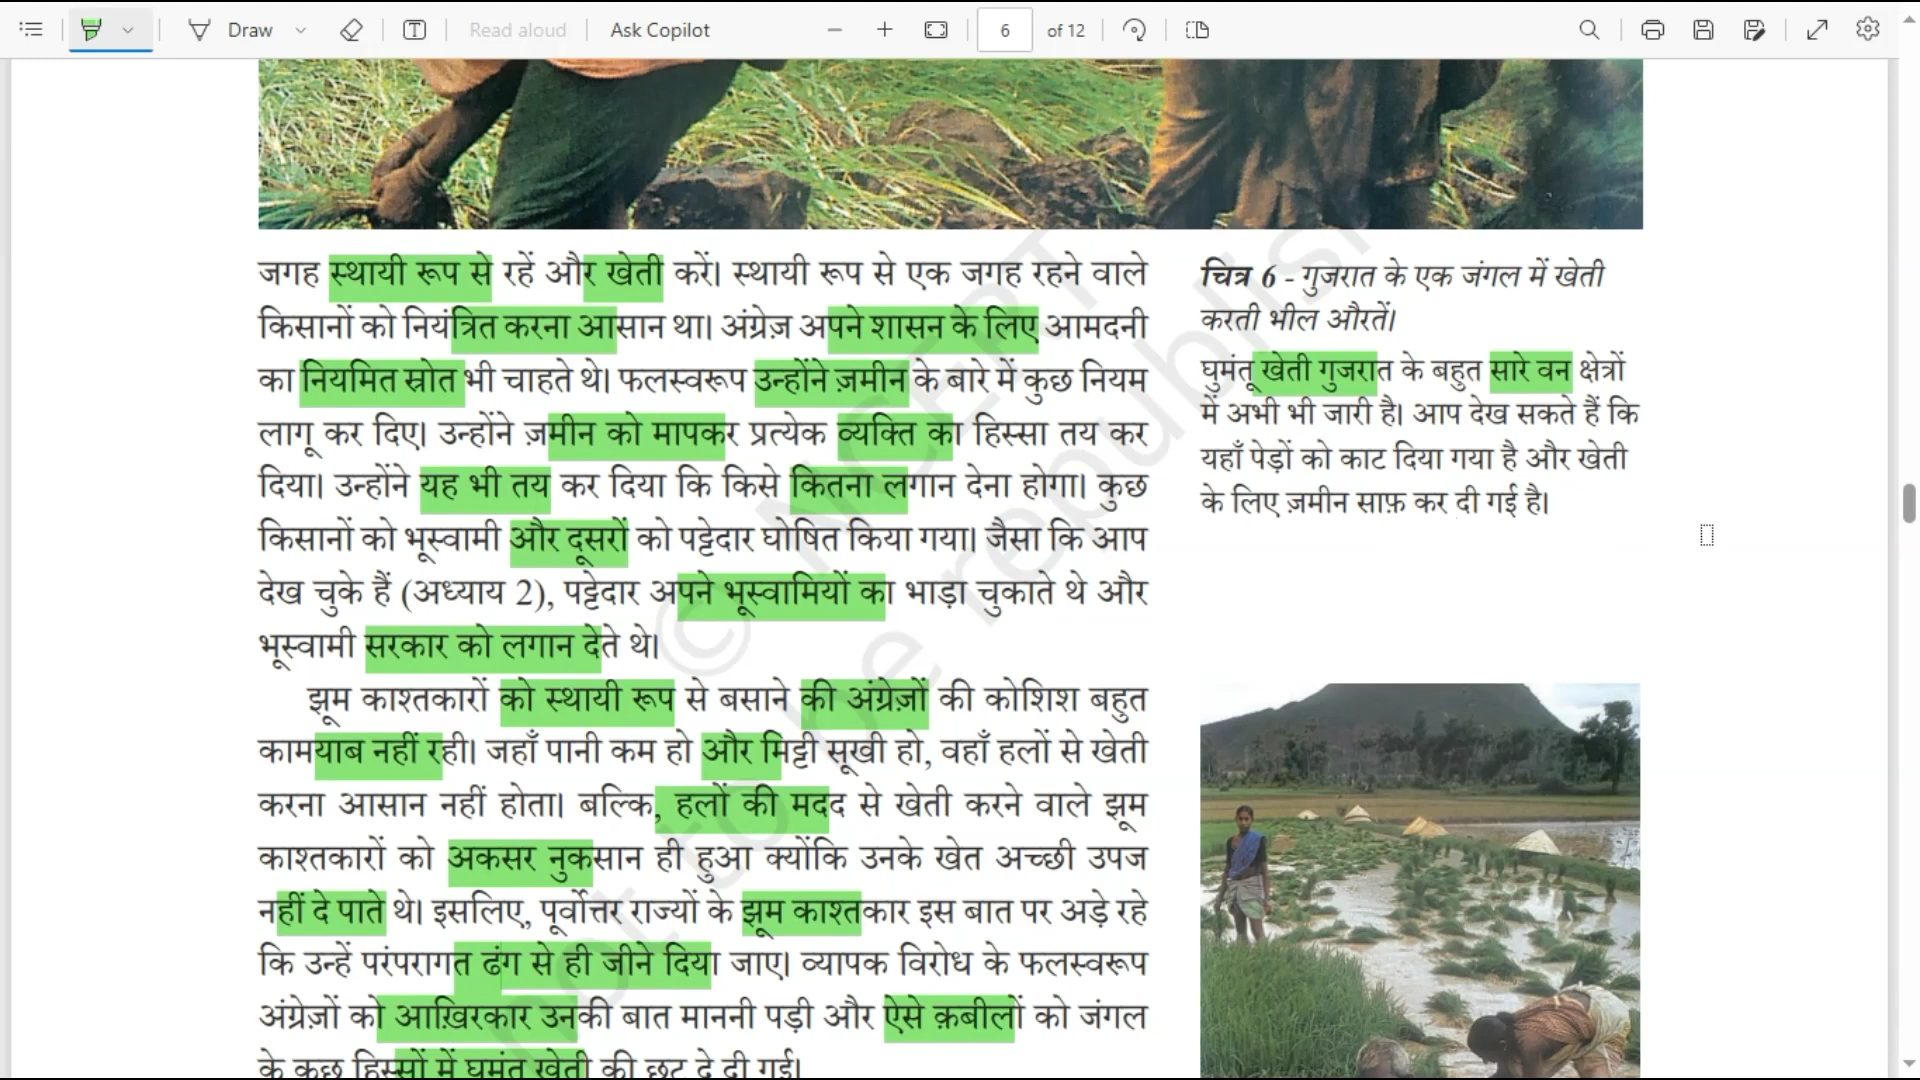 Draw
Read aloud
Ask Copilot
6
of 12
जगह स्थायी रूप से रहें और खेती करें। स्थायी रूप से एक जगह रहने वाले
किसानों को नियंत्रित करना आसान था। अंग्रेज़ अपने शासन के लिए आमदनी
का नियमित स्रोत भी चाहते थे। फलस्वरूप उन्होंने ज़मीन के बारे में कुछ नियम
लागू कर दिए। उन्होंने ज़मीन को मापकर प्रत्येक व्यक्ति का हिस्सा तय कर
दिया। उन्होंने यह भी तय कर दिया कि किसे कितना लगान देना होगा। कुछ
किसानों को भूस्वामी और दूसरों को पट्टेदार घोषित किया गया। जैसा कि आप
देख चुके हैं (अध्याय 2), पट्टेदार अपने भूस्वामियों का भाड़ा चुकाते थे और
भूस्वामी सरकार को लगान देते थे।
झूम काश्तकारों को स्थायी रूप से बसाने की अंग्रेज़ों की कोशिश बहुत
कामयाब नहीं रही। जहाँ पानी कम हो और मिट्टी सूखी हो, वहाँ हलों से खेती
करना आसान नहीं होता। बल्कि, हलों की मदद से खेती करने वाले झूम
काश्तकारों को अकसर नुकसान ही हुआ क्योंकि उनके खेत अच्छी उपज
नहीं दे पाते थे। इसलिए, पूर्वोत्तर राज्यों के झूम काश्तकार इस बात पर अड़े रहे
कि उन्हें परंपरागत ढंग से ही जीने दिया जाए। व्यापक विरोध के फलस्वरूप
अंग्रेज़ों को आख़िरकार उनकी बात माननी पड़ी और ऐसे क़बीलों को जंगल
के कुछ हिस्सों में घुमंतू खेती की छूट दे दी गई।
चित्र 6 - गुजरात के एक जंगल में खेती
करती भील औरतें।
घुमंतू खेती गुजरात के बहुत सारे वन क्षेत्रों
में अभी भी जारी है। आप देख सकते हैं कि
यहाँ पेड़ों को काट दिया गया है और खेती
के लिए ज़मीन साफ़ कर दी गई है।
© NCERT
not to be republish